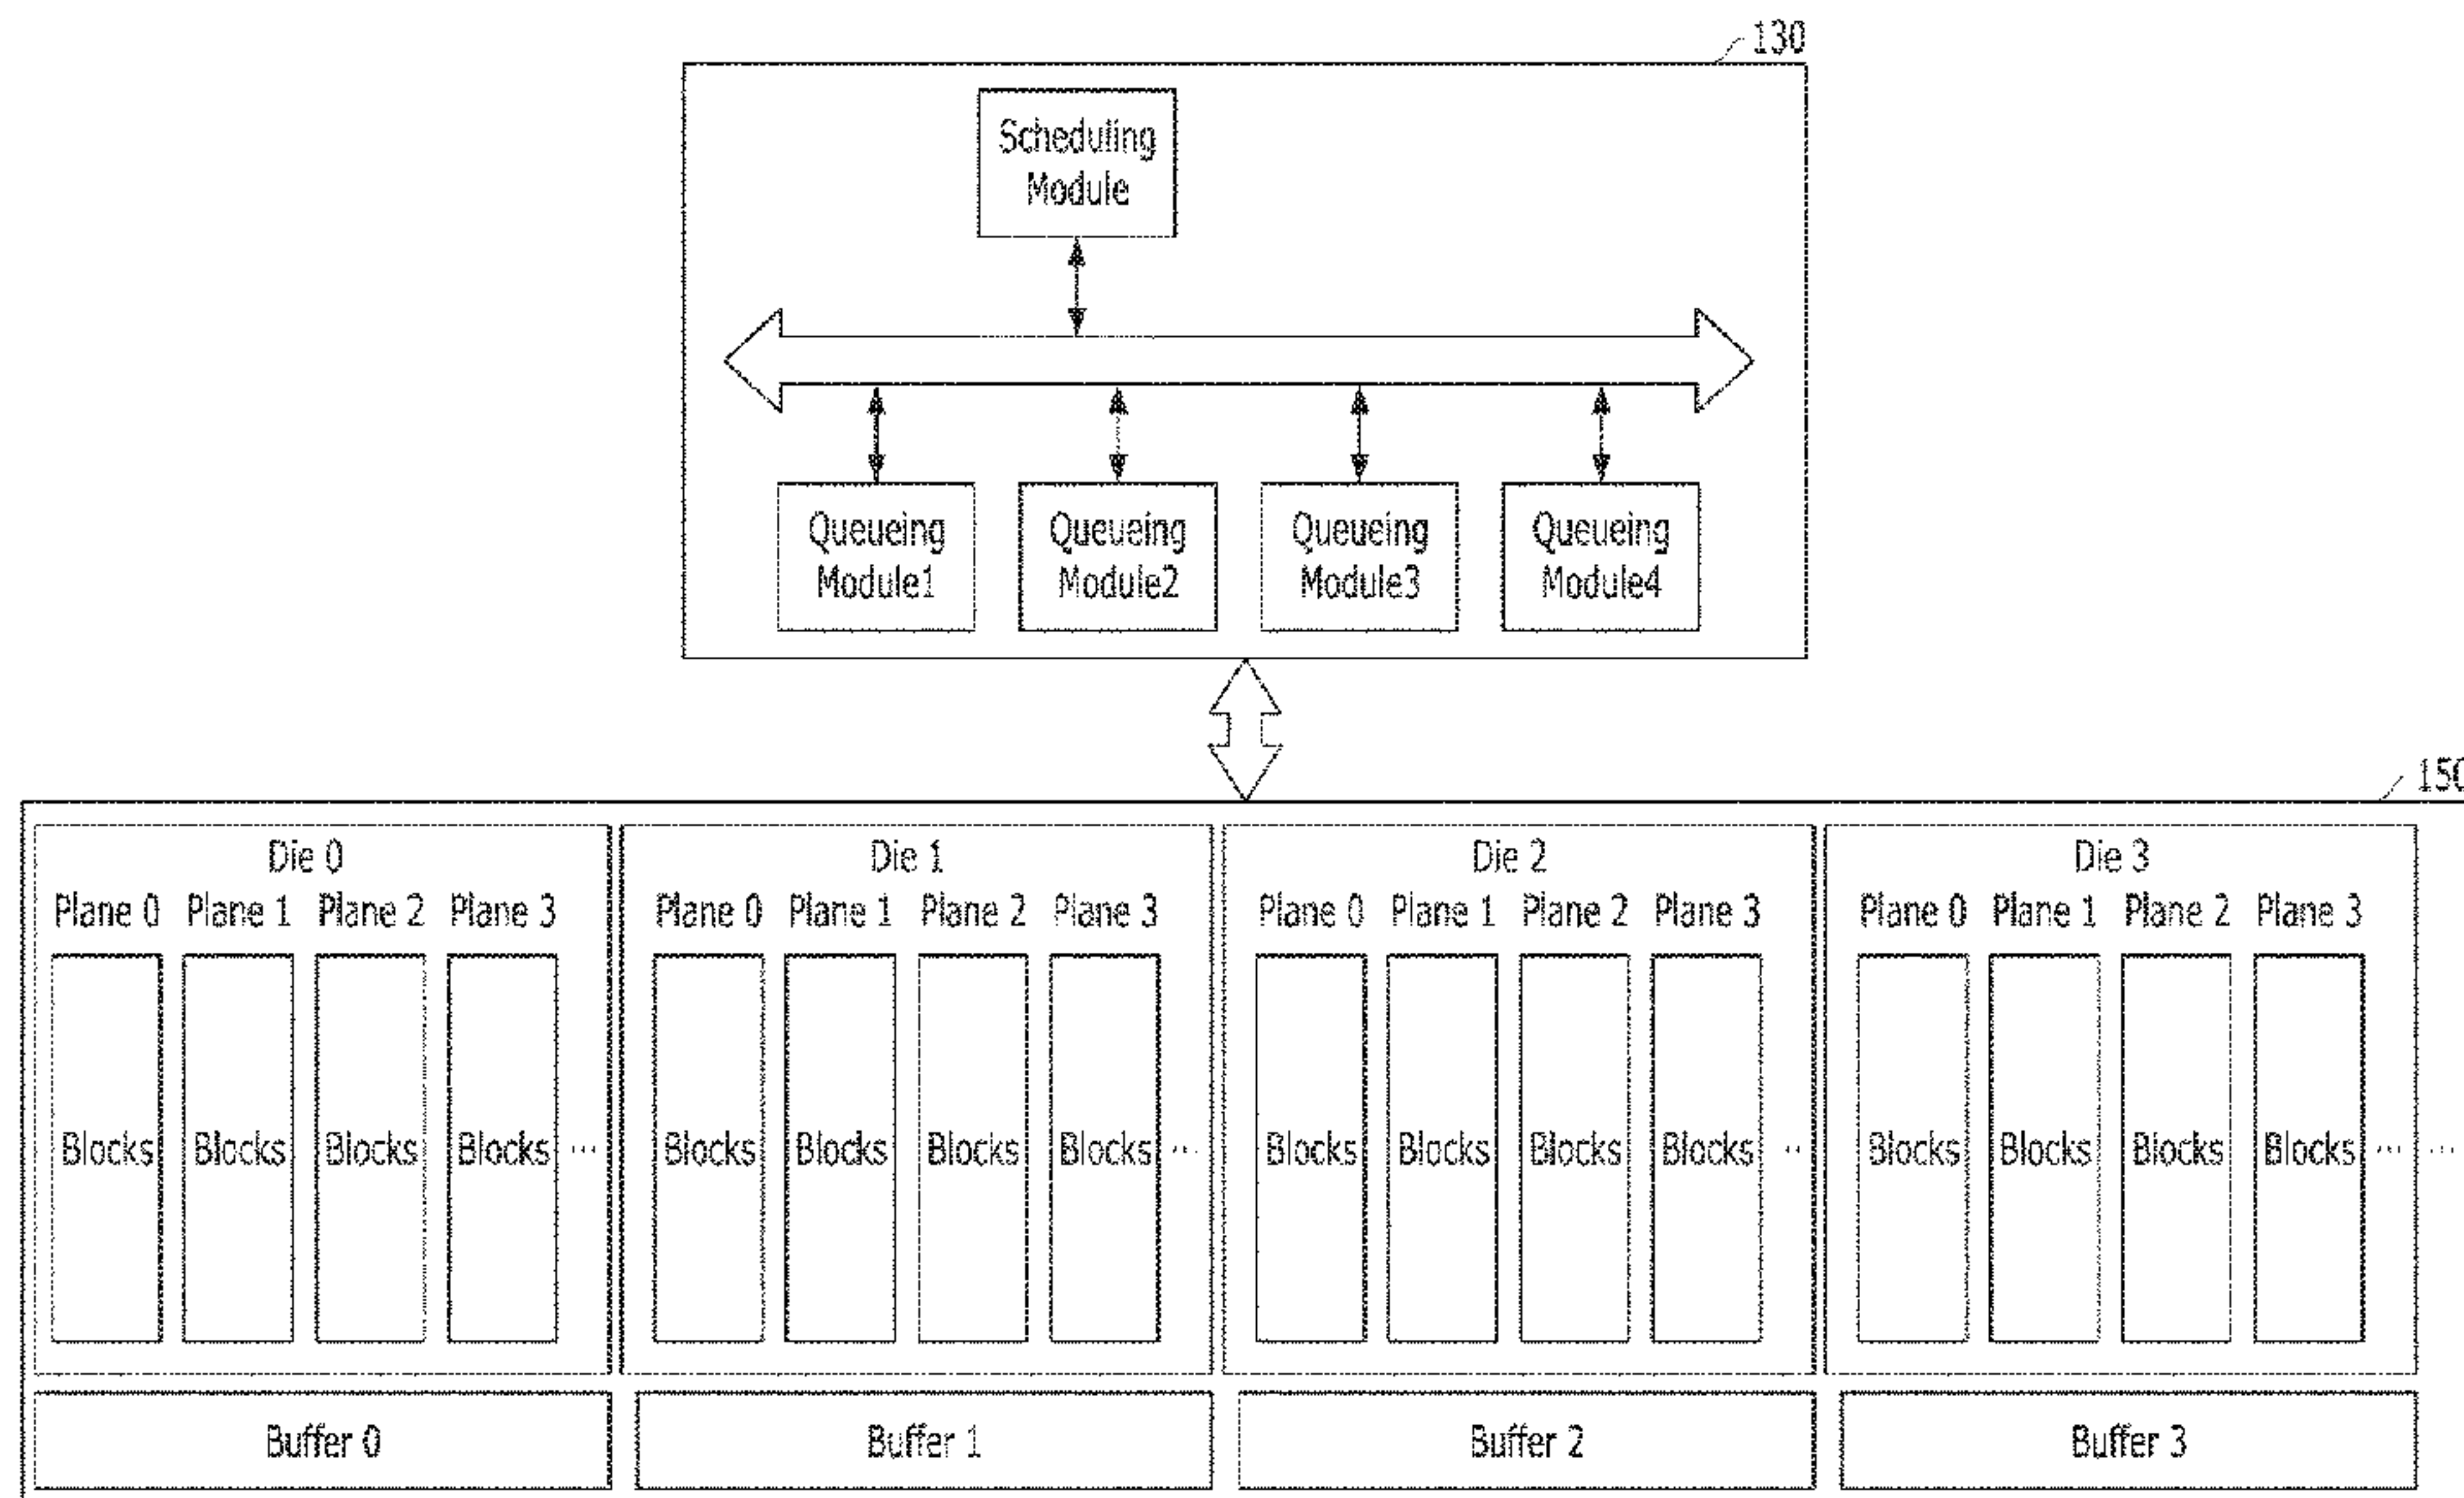 130
Scheduling
Module
Queueing
Module1
Queueing
Module2
Queueing
Module3
Queueing
Module4
150
Die 0
Die 1
Die 2
Die 3
Plane 0 Plane 1 Plane 2 Plane 3
Plane 0 Plane 1 Plane 2 Plane 3
Plane 0 Plane 1 Plane 2 Plane 3
Plane 0 Plane 1 Plane 2 Plane 3
Blocks Blocks Blocks Blocks ...
Blocks Blocks Blocks Blocks ...
Blocks Blocks Blocks Blocks ...
Blocks Blocks Blocks Blocks ... ...
Buffer 0
Buffer 1
Buffer 2
Buffer 3